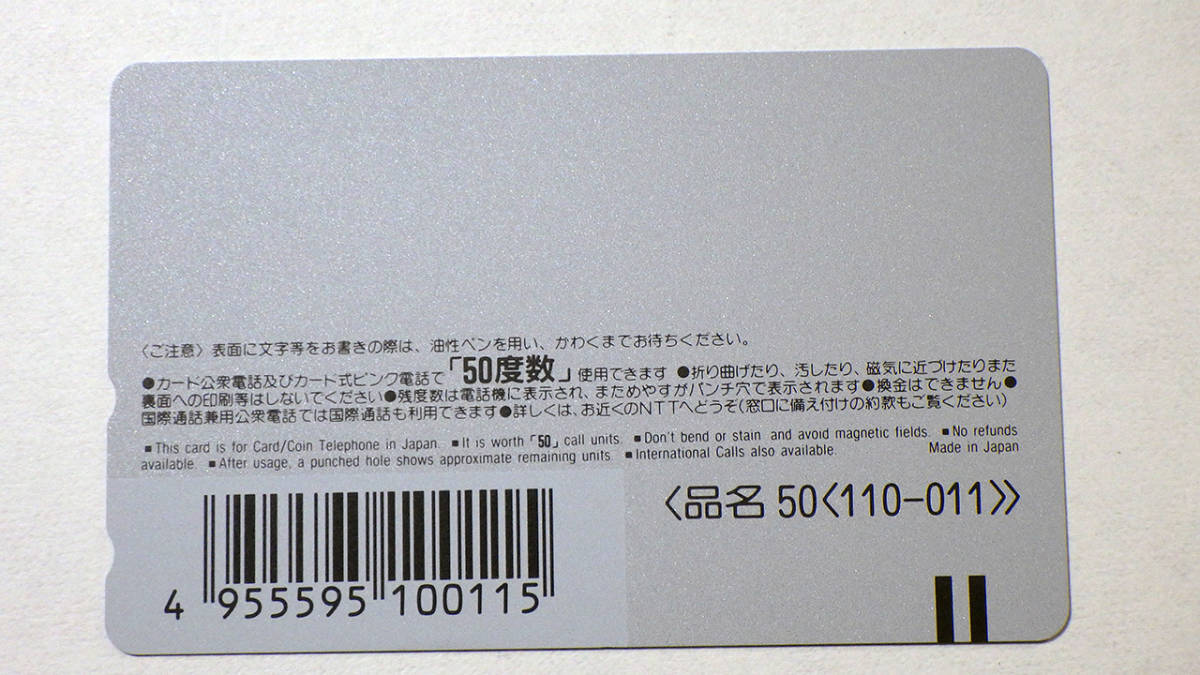 〈ご注意〉表面に文字等をお書きの際は、油性ペンを用い、かわくまでお待ちください。
●カード公衆電話及びカード式ピンク電話で「50度数」使用できます ●折り曲げたり、汚したり、磁気に近づけたりまた
裏面への印刷等はしないでください●残度数は電話機に表示され、まためやすがパンチ穴で表示されます●換金はできません●
国際通話兼用公衆電話では国際通話も利用できます●詳しくは、お近くのNTTへどうぞ(窓口に備え付けの約款もご覧ください)
■This card is for Card/Coin Telephone in Japan. ■It is worth「50」call units. ■Don't bend or stain and avoid magnetic fields. ■No refunds
available. ■After usage, a punched hole shows approximate remaining units. ■International Calls also available. Made in Japan
〈品名 50〈110-011〉〉
4 955595 100115